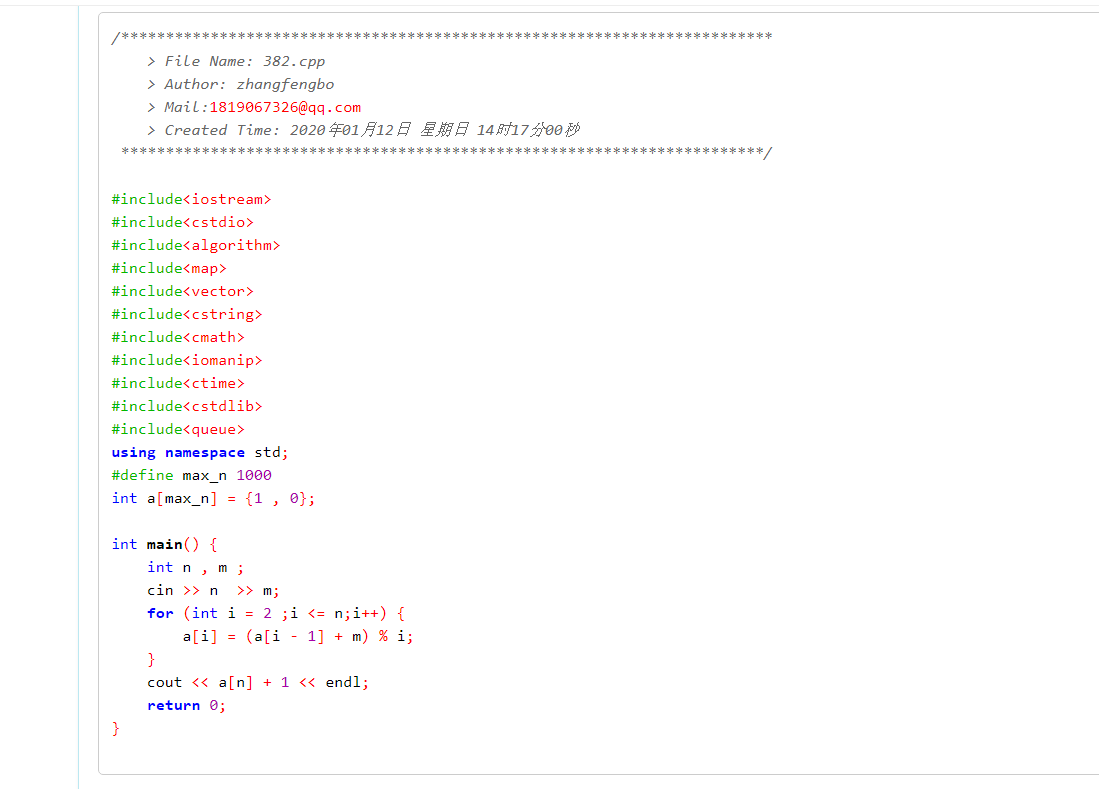 /*************************************************************************
    > File Name: 382.cpp
    > Author: zhangfengbo
    > Mail:1819067326@qq.com
    > Created Time: 2020年01月12日 星期日 14时17分00秒
 ************************************************************************/
#include<iostream>
#include<cstdio>
#include<algorithm>
#include<map>
#include<vector>
#include<cstring>
#include<cmath>
#include<iomanip>
#include<ctime>
#include<cstdlib>
#include<queue>
using namespace std;
#define max_n 1000
int a[max_n] = {1 , 0};
int main() {
    int n , m ;
    cin >> n  >> m;
    for (int i = 2 ;i <= n;i++) {
        a[i] = (a[i - 1] + m) % i;
    }
    cout << a[n] + 1 << endl;
    return 0;
}